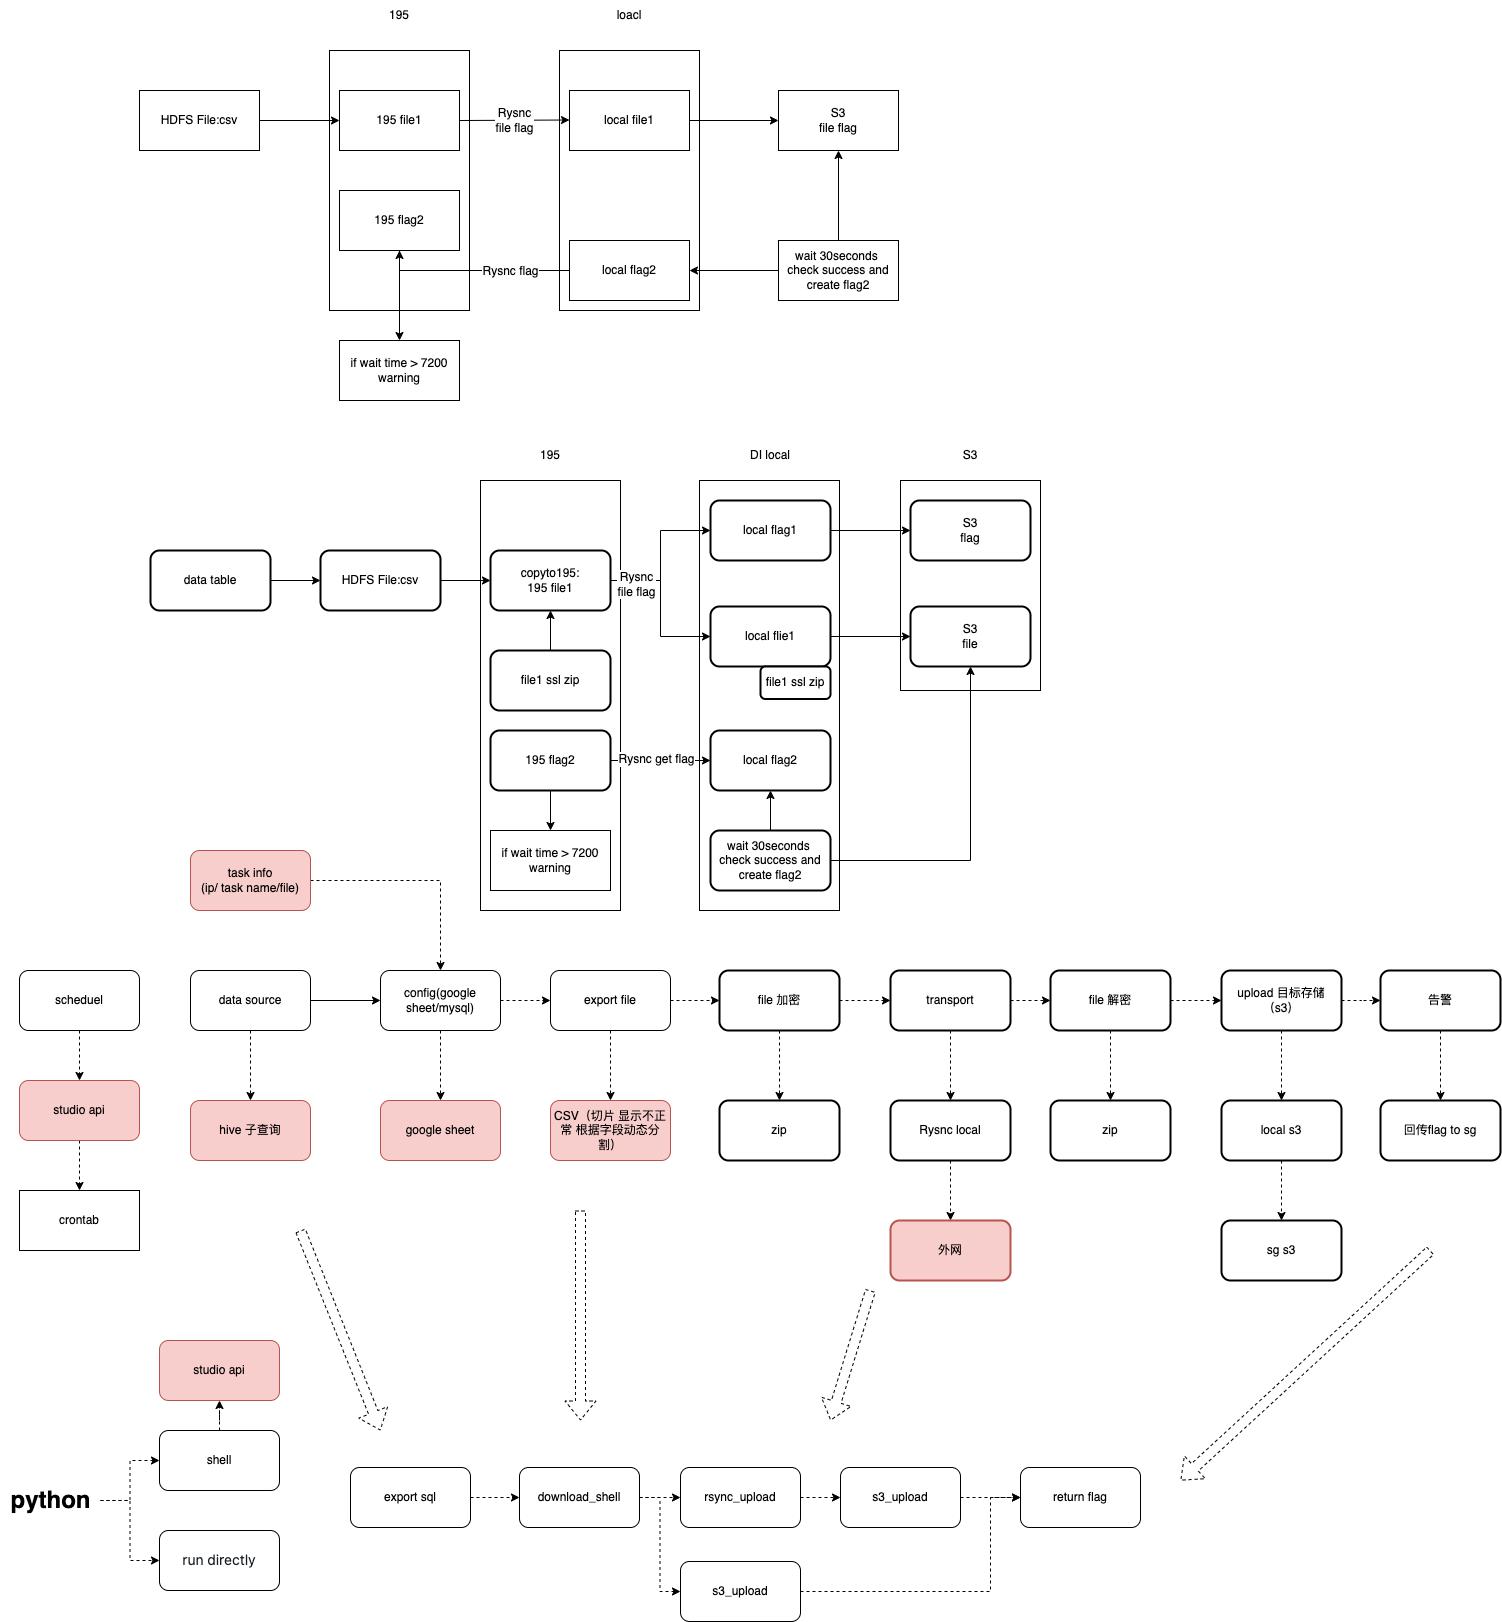 195
loacl
HDFS File:csv
195 file1
Rysnc
file flag
local file1
S3
file flag
195 flag2
Rysnc flag
local flag2
wait 30seconds
check success and
create flag2
if wait time > 7200
warning
195
DI local
S3
local flag1
S3
flag
data table
HDFS File:csv
copyto195:
195 file1
Rysnc
file flag
local flie1
S3
file
file1 ssl zip
file1 ssl zip
195 flag2
Rysnc get flag
local flag2
if wait time > 7200
warning
wait 30seconds
check success and
create flag2
task info
(ip/ task name/file)
scheduel
data source
config(google
sheet/mysql)
export file
file 加密
transport
file 解密
upload 目标存储
（s3）
告警
studio api
hive 子查询
google sheet
CSV（切片 显示不正
常 根据字段动态分
割）
zip
Rysnc local
zip
local s3
回传flag to sg
crontab
外网
sg s3
studio api
shell
python
run directly
export sql
download_shell
rsync_upload
s3_upload
return flag
s3_upload